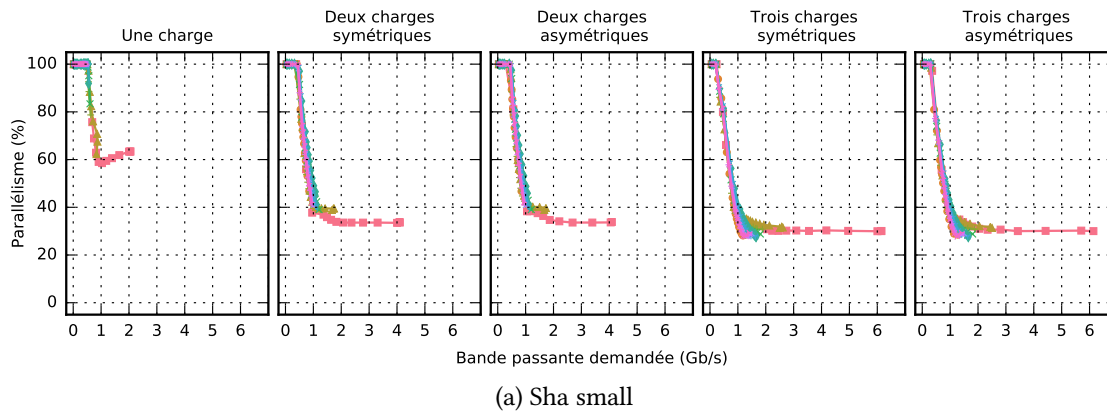 Une charge
Deux charges
symétriques
Deux charges
asymétriques
Trois charges
symétriques
Trois charges
asymétriques
Parallélisme (%)
100
80
60
40
20
0
0 1 2 3 4 5 6
0 1 2 3 4 5 6
0 1 2 3 4 5 6
0 1 2 3 4 5 6
0 1 2 3 4 5 6
Bande passante demandée (Gb/s)
(a) Sha small